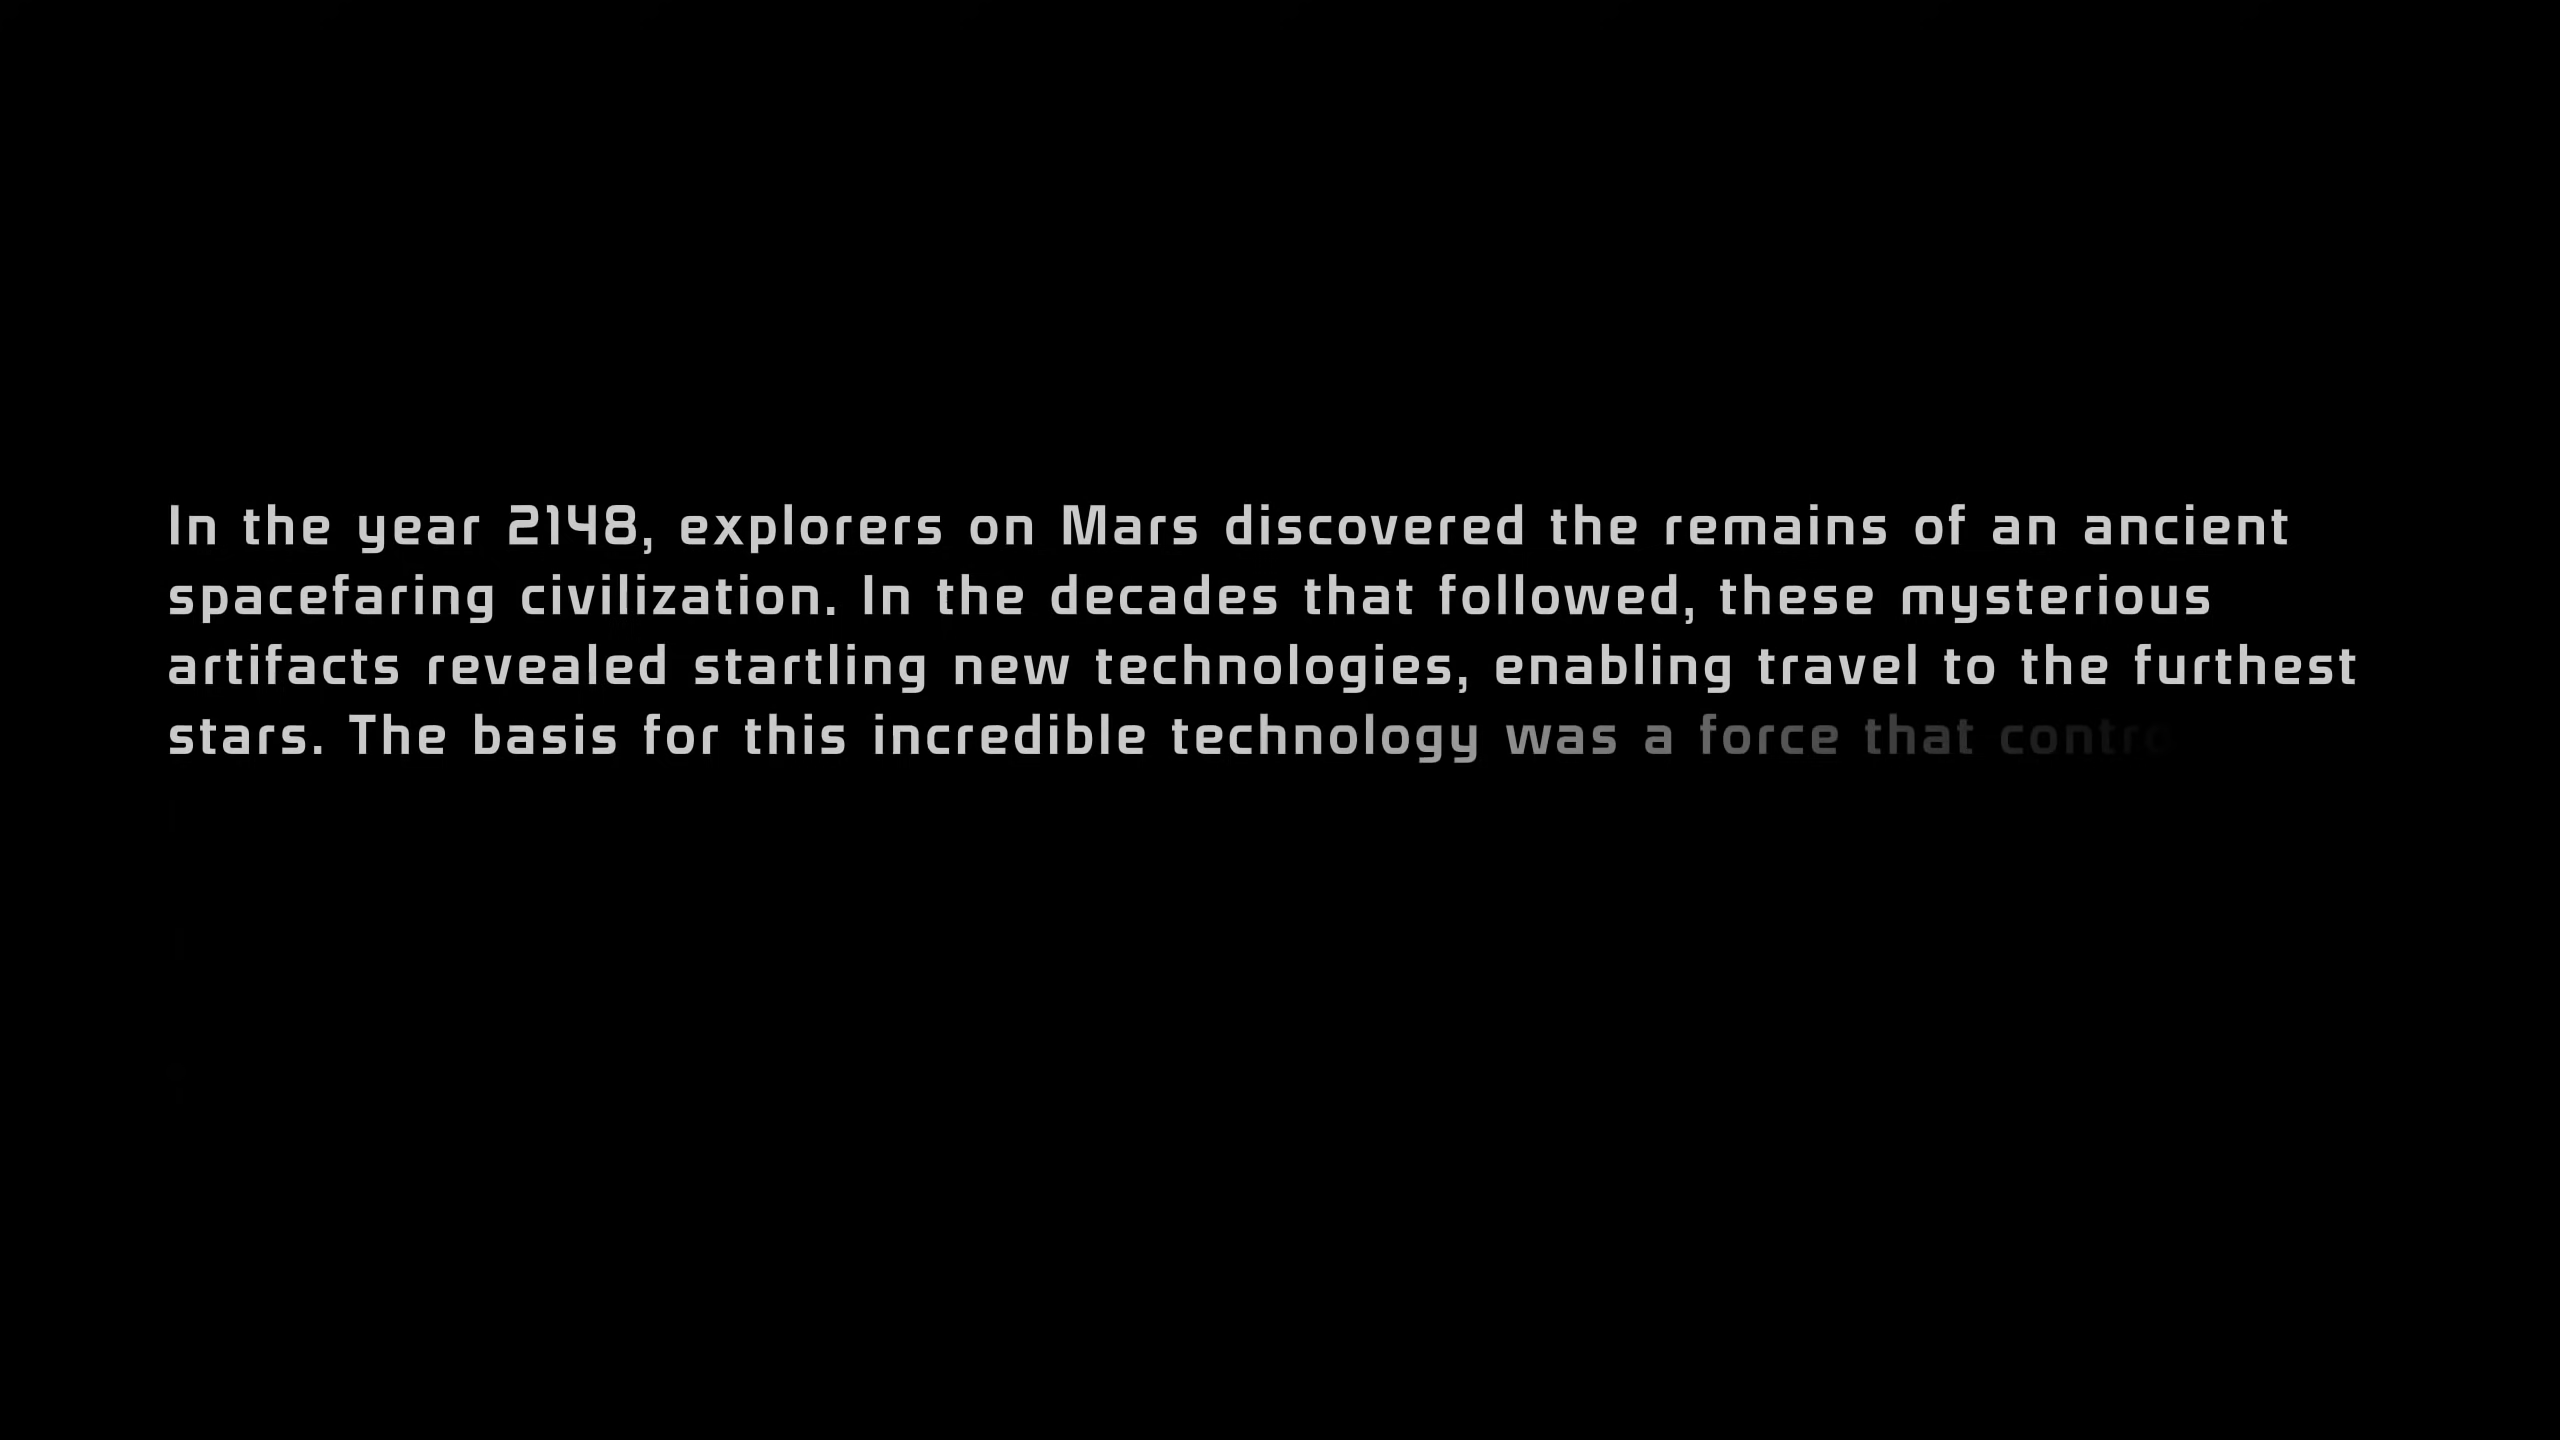 In the year 2148, explorers on Mars discovered the remains of an ancient
spacefaring civilization. In the decades that followed, these mysterious
artifacts revealed startling new technologies, enabling travel to the furthest
stars. The basis for this incredible technology was a force that contro